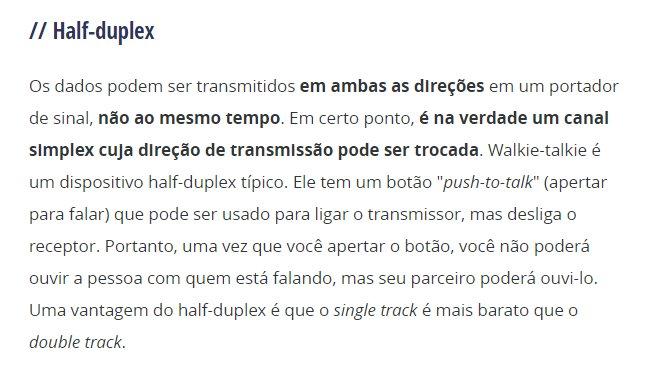 // Half-duplex
Os dados podem ser transmitidos em ambas as direções em um portador
de sinal, não ao mesmo tempo. Em certo ponto, é na verdade um canal
simplex cuja direção de transmissão pode ser trocada. Walkie-talkie é
um dispositivo half-duplex típico. Ele tem um botão "push-to-talk" (apertar
para falar) que pode ser usado para ligar o transmissor, mas desliga o
receptor. Portanto, uma vez que você apertar o botão, você não poderá
ouvir a pessoa com quem está falando, mas seu parceiro poderá ouvi-lo.
Uma vantagem do half-duplex é que o single track é mais barato que o
double track.